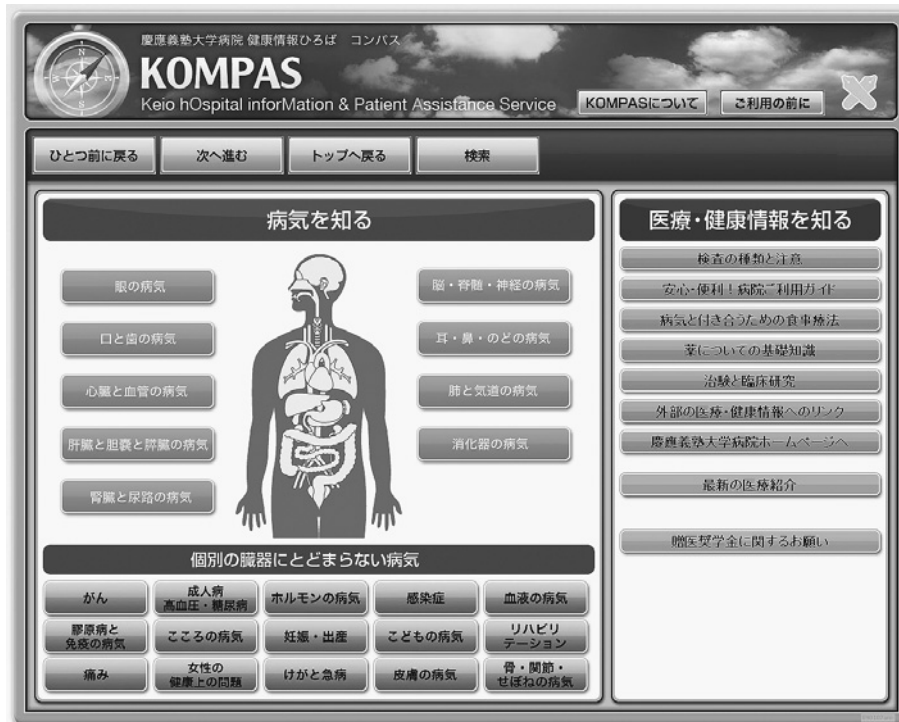 慶應義塾大学病院 健康情報ひろば コンパス
KOMPAS
Keio hOspital inforMation & Patient Assistance Service
KOMPASについて
ご利用の前に
ひとつ前に戻る
次へ進む
トップへ戻る
検索
病気を知る
眼の病気
口と歯の病気
心臓と血管の病気
肝臓と胆嚢と膵臓の病気
腎臓と尿路の病気
脳・脊髄・神経の病気
耳・鼻・のどの病気
肺と気道の病気
消化器の病気
個別の臓器にとどまらない病気
がん
成人病
高血圧・糖尿病
ホルモンの病気
感染症
血液の病気
膠原病と
免疫の病気
こころの病気
妊娠・出産
こどもの病気
リハビリ
テーション
痛み
女性の
健康上の問題
けがと急病
皮膚の病気
骨・関節・
せぼねの病気
医療・健康情報を知る
検査の種類と注意
安心・便利！病院ご利用ガイド
病気と付き合うための食事療法
薬についての基礎知識
治験と臨床研究
外部の医療・健康情報へのリンク
慶應義塾大学病院ホームページへ
最新の医療紹介
贈医奨学金に関するお願い